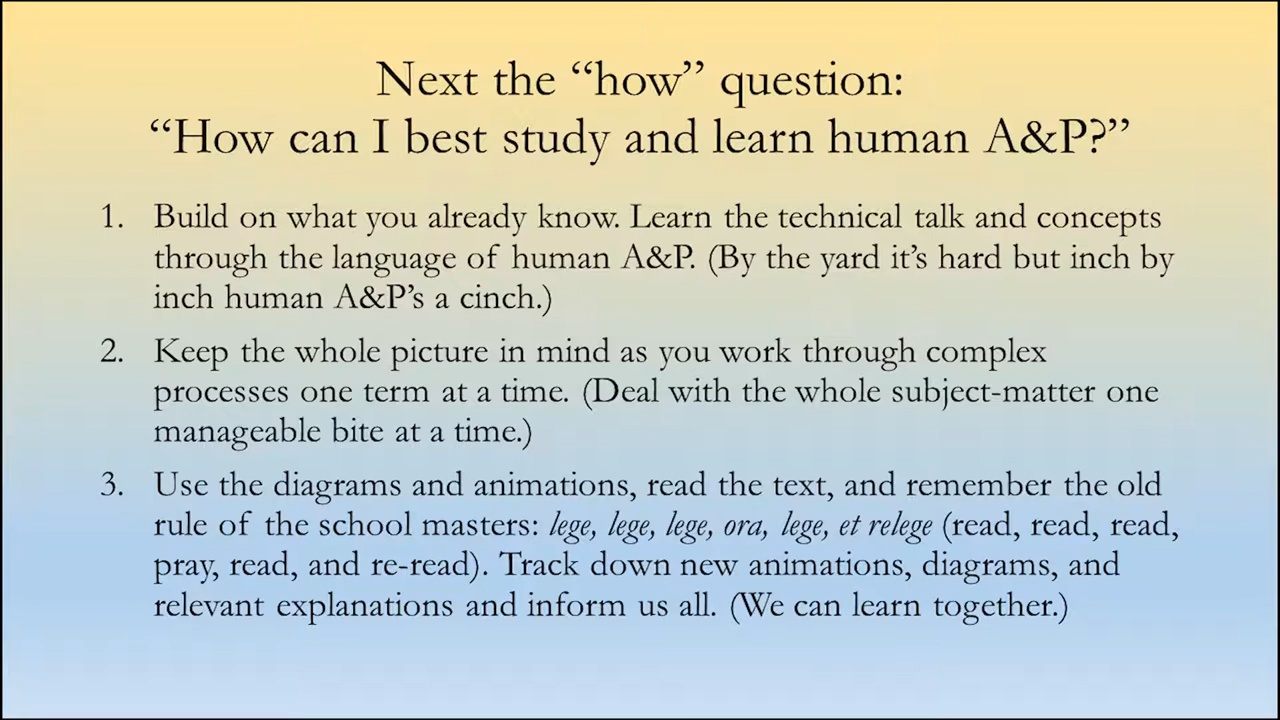 Next the “how” question:
“How can I best study and learn human A&P?”
1. Build on what you already know. Learn the technical talk and concepts
through the language of human A&P. (By the yard it’s hard but inch by
inch human A&P’s a cinch.)
2. Keep the whole picture in mind as you work through complex
processes one term at a time. (Deal with the whole subject-matter one
manageable bite at a time.)
3. Use the diagrams and animations, read the text, and remember the old
rule of the school masters: lege, lege, lege, ora, lege, et relege (read, read, read,
pray, read, and re-read). Track down new animations, diagrams, and
relevant explanations and inform us all. (We can learn together.)